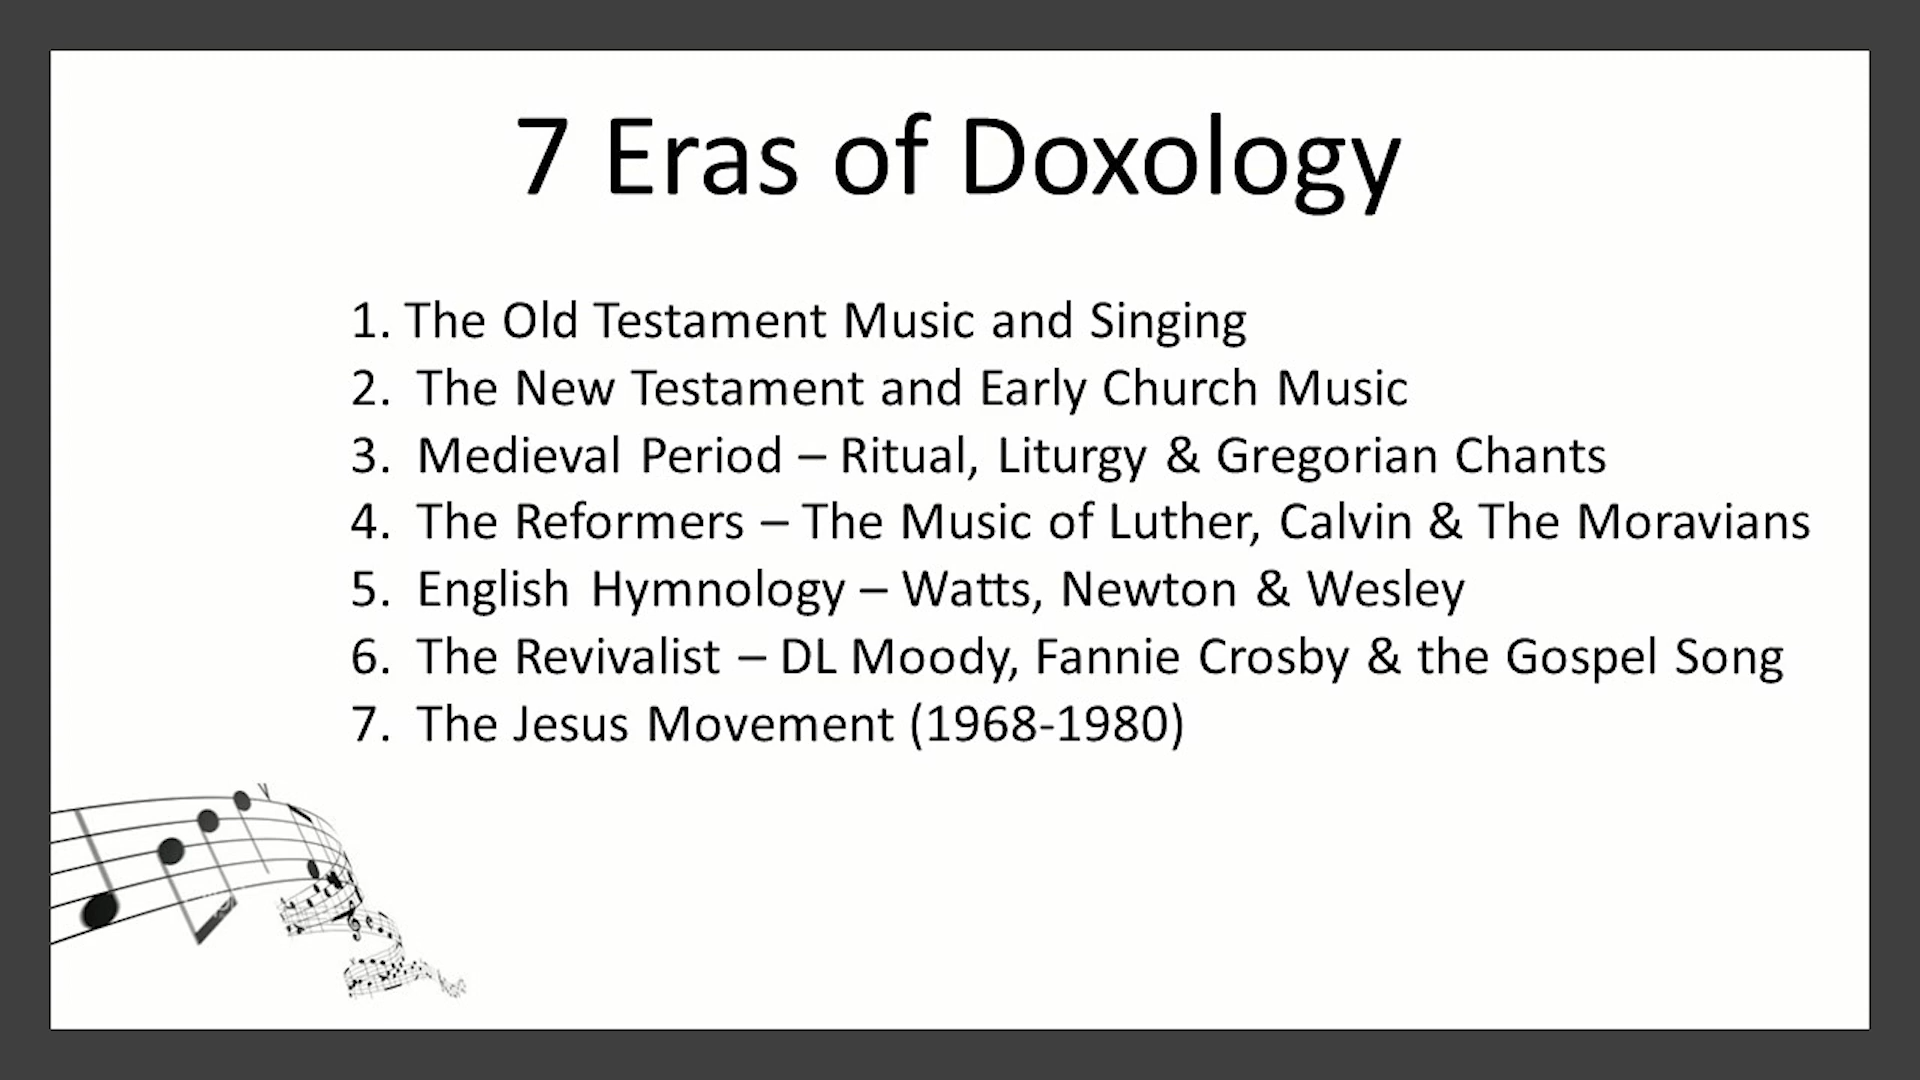 7 Eras of Doxology
1. The Old Testament Music and Singing
2. The New Testament and Early Church Music
3. Medieval Period – Ritual, Liturgy & Gregorian Chants
4. The Reformers – The Music of Luther, Calvin & The Moravians
5. English Hymnology – Watts, Newton & Wesley
6. The Revivalist – DL Moody, Fannie Crosby & the Gospel Song
7. The Jesus Movement (1968-1980)